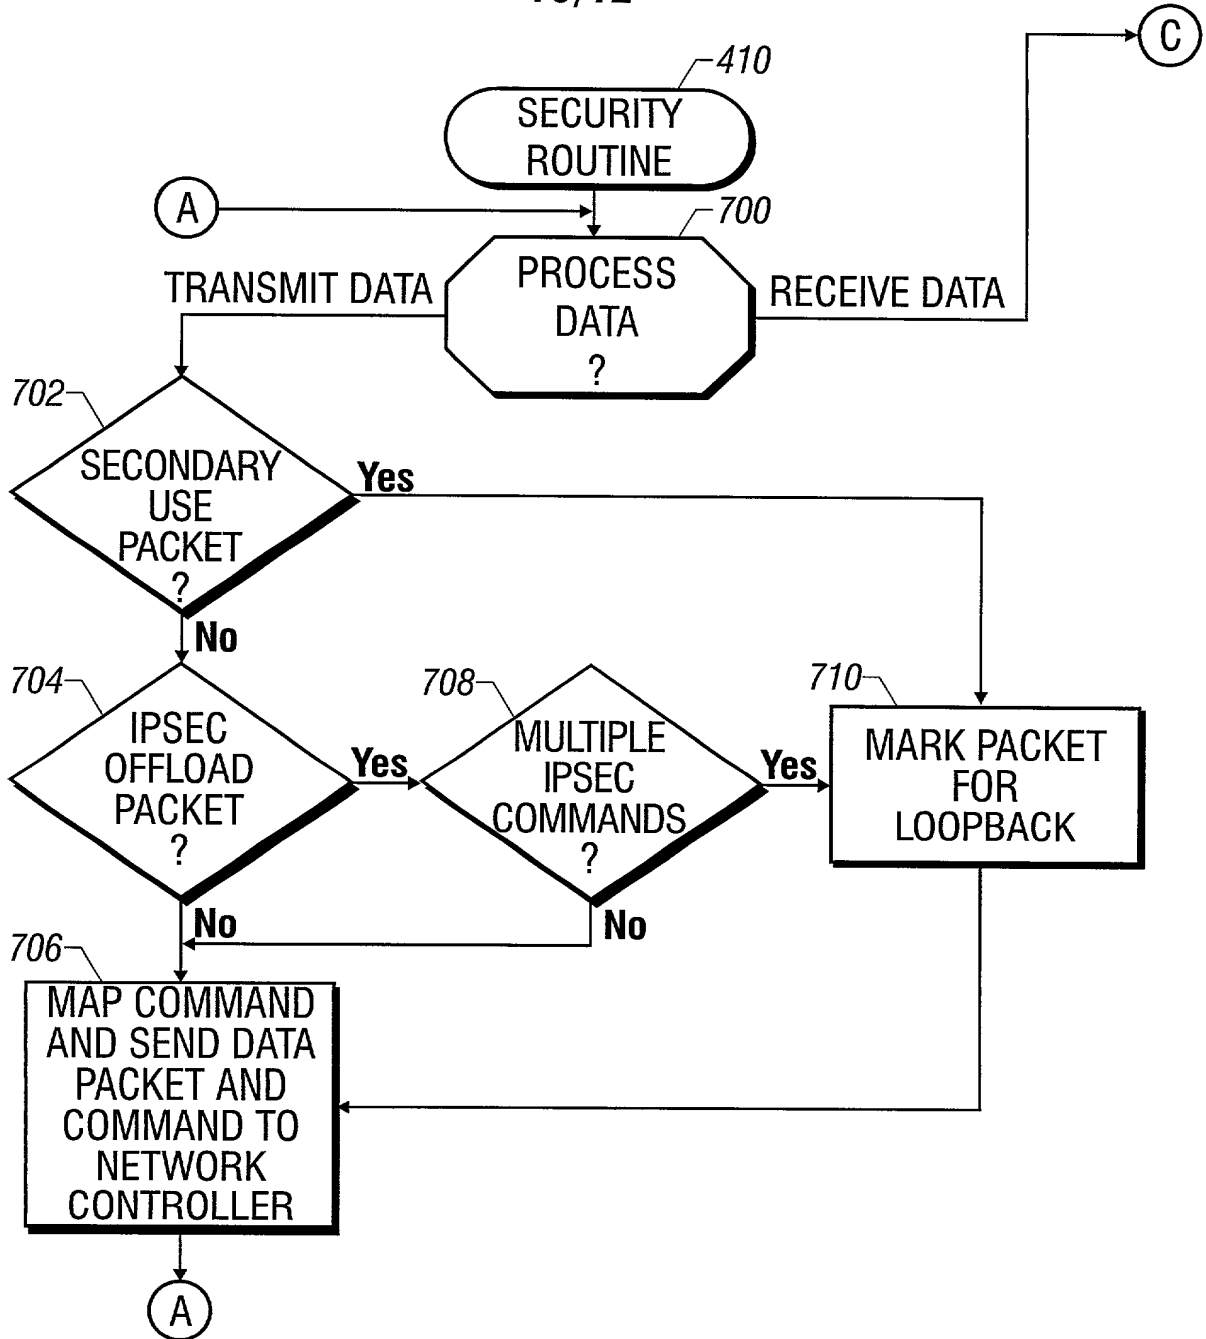 C
410
SECURITY
ROUTINE
A
700
PROCESS
DATA
?
TRANSMIT DATA
RECEIVE DATA
702
SECONDARY
USE
PACKET
?
Yes
No
704
IPSEC
OFFLOAD
PACKET
?
Yes
No
708
MULTIPLE
IPSEC
COMMANDS
?
Yes
No
710
MARK PACKET
FOR
LOOPBACK
706
MAP COMMAND
AND SEND DATA
PACKET AND
COMMAND TO
NETWORK
CONTROLLER
A